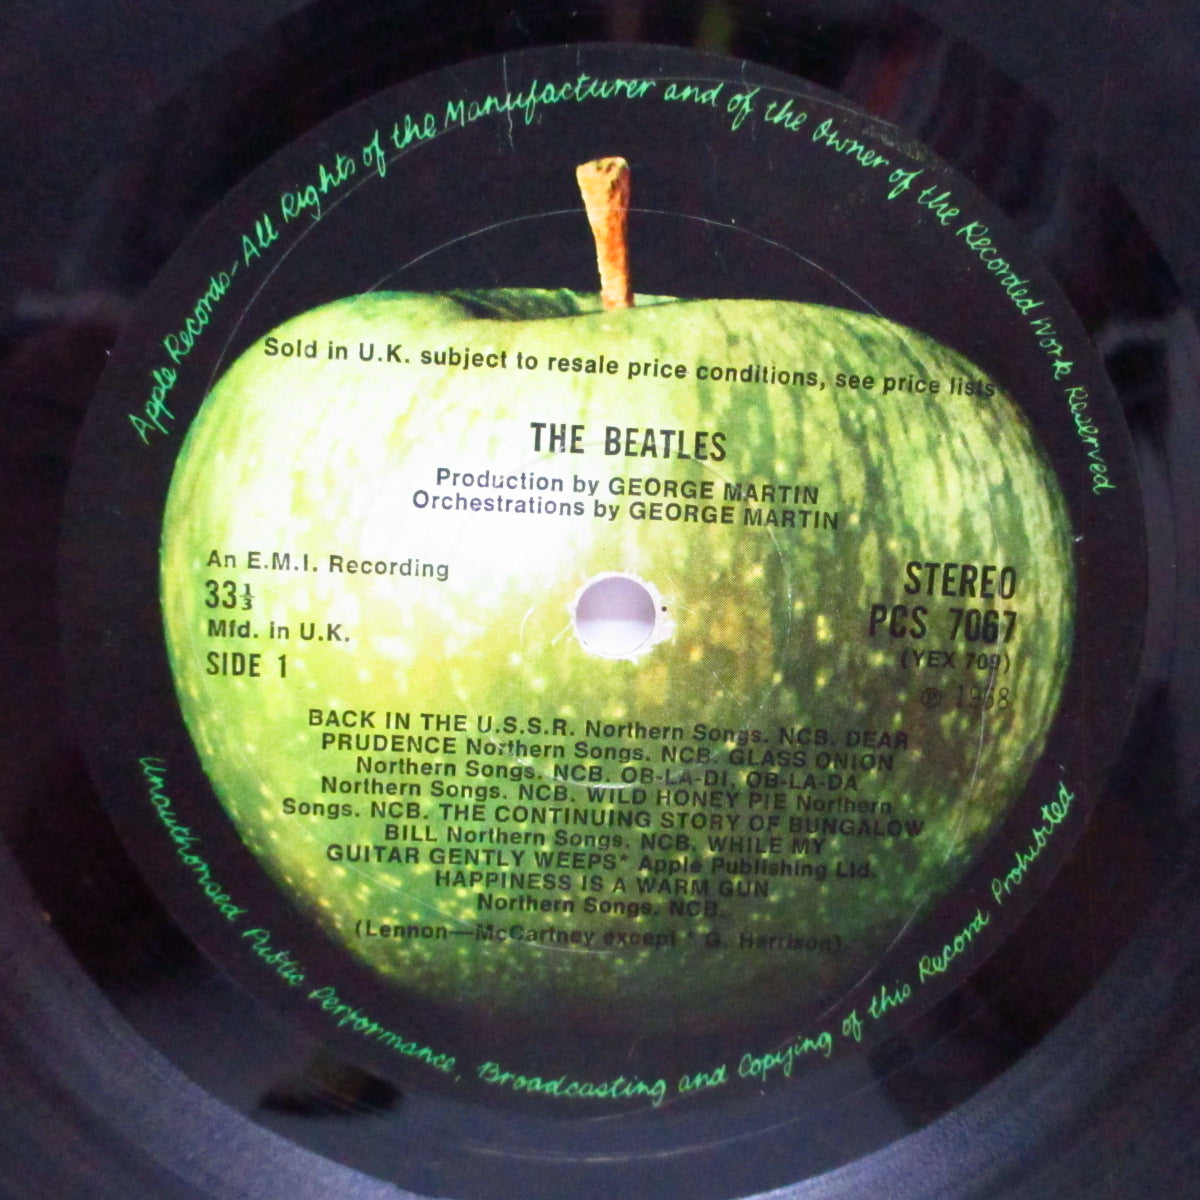 Apple Records-All Rights of the Manufacturer and of the Owner of the Recorded Work Reserved
Sold in U.K. subject to resale price conditions, see price lists
THE BEATLES
Production by GEORGE MARTIN
Orchestrations by GEORGE MARTIN
An E.M.I. Recording
33⅓
Mfd. in U.K.
SIDE 1
STEREO
PCS 7067
(YEX 709)
℗ 1968
BACK IN THE U.S.S.R. Northern Songs. NCB. DEAR
PRUDENCE Northern Songs. NCB. GLASS ONION
Northern Songs. NCB. OB-LA-DI, OB-LA-DA
Northern Songs. NCB. WILD HONEY PIE Northern
Songs. NCB. THE CONTINUING STORY OF BUNGALOW
BILL Northern Songs. NCB. WHILE MY
GUITAR GENTLY WEEPS* Apple Publishing Ltd.
HAPPINESS IS A WARM GUN
Northern Songs. NCB.
(Lennon—McCartney except * G. Harrison)
Unauthorised Public Performance, Broadcasting and Copying of this Record Prohibited